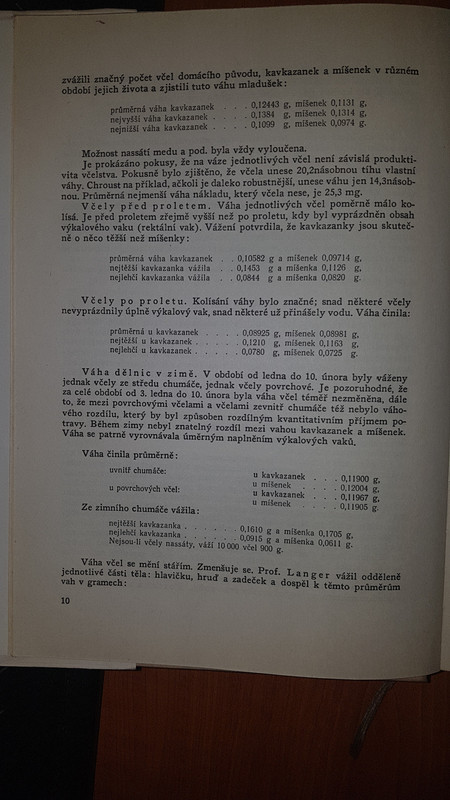 zvážili značný počet včel domácího původu, kavkazanek a míšenek v různém
období jejich života a zjistili tuto váhu mladušek:
průměrná váha kavkazanek . . . 0,12443 g, míšenek 0,1131 g,
nejvyšší váha kavkazanek . . . . 0,1384 g, míšenek 0,1314 g,
nejnižší váha kavkazanek . . . . 0,1099 g, míšenek 0,0974 g.
Možnost nassátí medu a pod. byla vždy vyloučena.
Je prokázáno pokusy, že na váze jednotlivých včel není závislá produkti-
vita včelstva. Pokusně bylo zjištěno, že včela unese 20,2násobnou tíhu vlastní
váhy. Chroust na příklad, ačkoli je daleko robustnější, unese váhu jen 14,3násob-
nou. Průměrná nejmenší váha nákladu, který včela nese, je 25,3 mg.
Včely před proletem. Váha jednotlivých včel poměrně málo ko-
lísá. Je před proletem zřejmě vyšší než po proletu, kdy byl vyprázdněn obsah
výkalového vaku (rektální vak). Vážení potvrdila, že kavkazanky jsou skuteč-
ně o něco těžší než míšenky:
průměrná váha kavkazanek . . 0,10582 g a míšenek 0,09714 g,
nejtěžší kavkazanka vážila . . 0,1453 g a míšenka 0,1126 g,
nejlehčí kavkazanka vážila . . 0,0844 g a míšenka 0,0820 g.
Včely po proletu. Kolísání váhy bylo značné; snad některé včely
nevyprázdnily úplně výkalový vak, snad některé už přinášely vodu. Váha činila:
průměrná u kavkazanek . . . . 0,08925 g, míšenek 0,08981 g,
nejtěžší u kavkazanek . . . . . 0,1210 g, míšenek 0,1163 g,
nejlehčí u kavkazanek . . . . . 0,0780 g, míšenek 0,0725 g.
Váha dělnic v zimě. V období od ledna do 10. února byly váženy
jednak včely ze středu chumáče, jednak včely povrchové. Je pozoruhodné, že
za celé období od 3. ledna do 10. února byla váha včel téměř nezměněna, dále
to, že mezi povrchovými včelami a včelami zevnitř chumáče též nebylo váho-
vého rozdílu, který by byl způsoben rozdílným kvantitativním příjmem po-
travy. Během zimy nebyl znatelný rozdíl mezi vahou kavkazanek a míšenek.
Váha se patrně vyrovnávala úměrným naplněním výkalových vaků.
Váha činila průměrně:
uvnitř chumáče: u kavkazanek . . . 0,11900 g,
u míšenek . . . . 0,12004 g,
u povrchových včel: u kavkazanek . . . 0,11967 g,
u míšenek . . . . 0,11905 g.
Ze zimního chumáče vážila:
nejtěžší kavkazanka . . . . . . 0,1610 g a míšenka 0,1705 g,
nejlehčí kavkazanka . . . . . . 0,0915 g a míšenka 0,0611 g.
Nejsou-li včely nassáty, váží 10 000 včel 900 g.
Váha včel se mění stářím. Zmenšuje se. Prof. Langer vážil odděleně
jednotlivé části těla: hlavičku, hruď a zadeček a dospěl k těmto průměrům
vah v gramech:
10